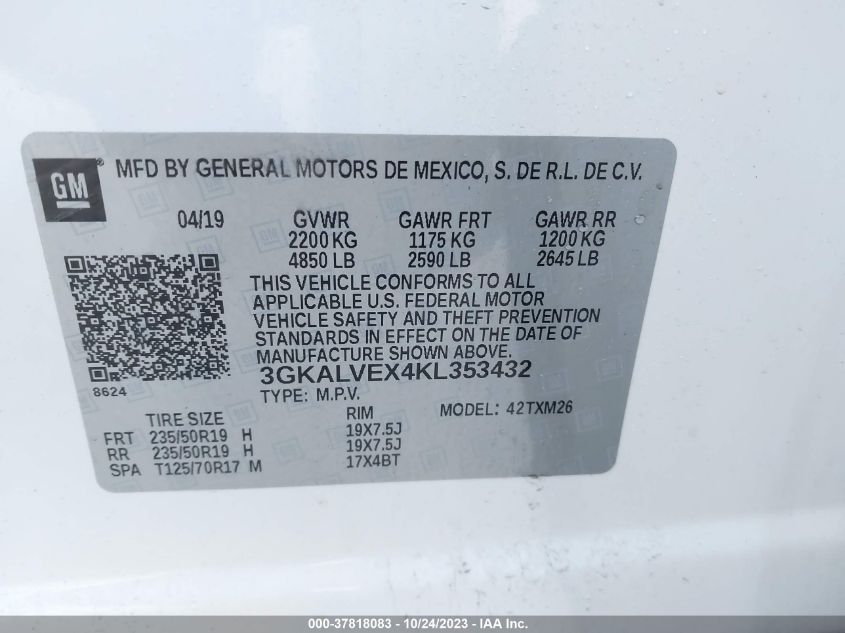 GM ® MFD BY GENERAL MOTORS DE MEXICO, S. DE R.L. DE C.V.
04/19 GVWR GAWR FRT GAWR RR
2200 KG 1175 KG 1200 KG
4850 LB 2590 LB 2645 LB
THIS VEHICLE CONFORMS TO ALL
APPLICABLE U.S. FEDERAL MOTOR
VEHICLE SAFETY AND THEFT PREVENTION
STANDARDS IN EFFECT ON THE DATE OF
MANUFACTURE SHOWN ABOVE.
3GKALVEX4KL353432
8624
TYPE: M.P.V. MODEL: 42TXM26
TIRE SIZE RIM
FRT 235/50R19 H 19X7.5J
RR 235/50R19 H 19X7.5J
SPA T125/70R17 M 17X4BT
000-37818083 - 10/24/2023 - IAAI.com